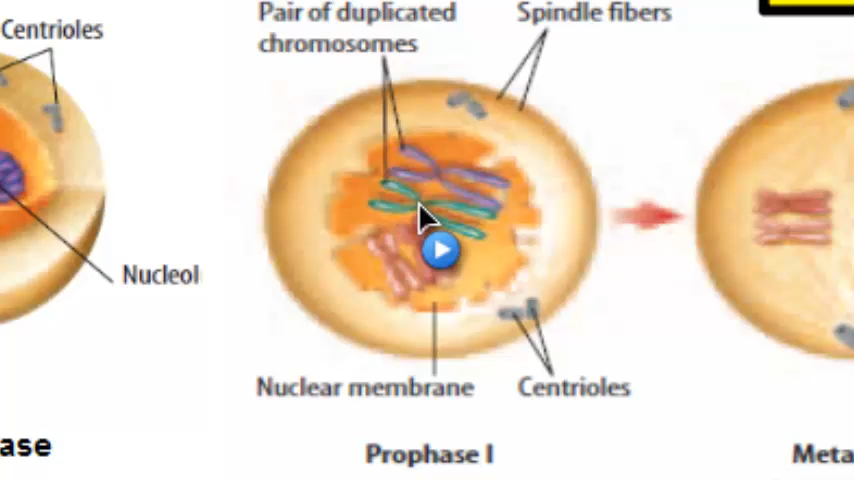 Centrioles
Pair of duplicated
chromosomes
Spindle fibers
Nucleol
Nuclear membrane
Centrioles
ase
Prophase I
Meta